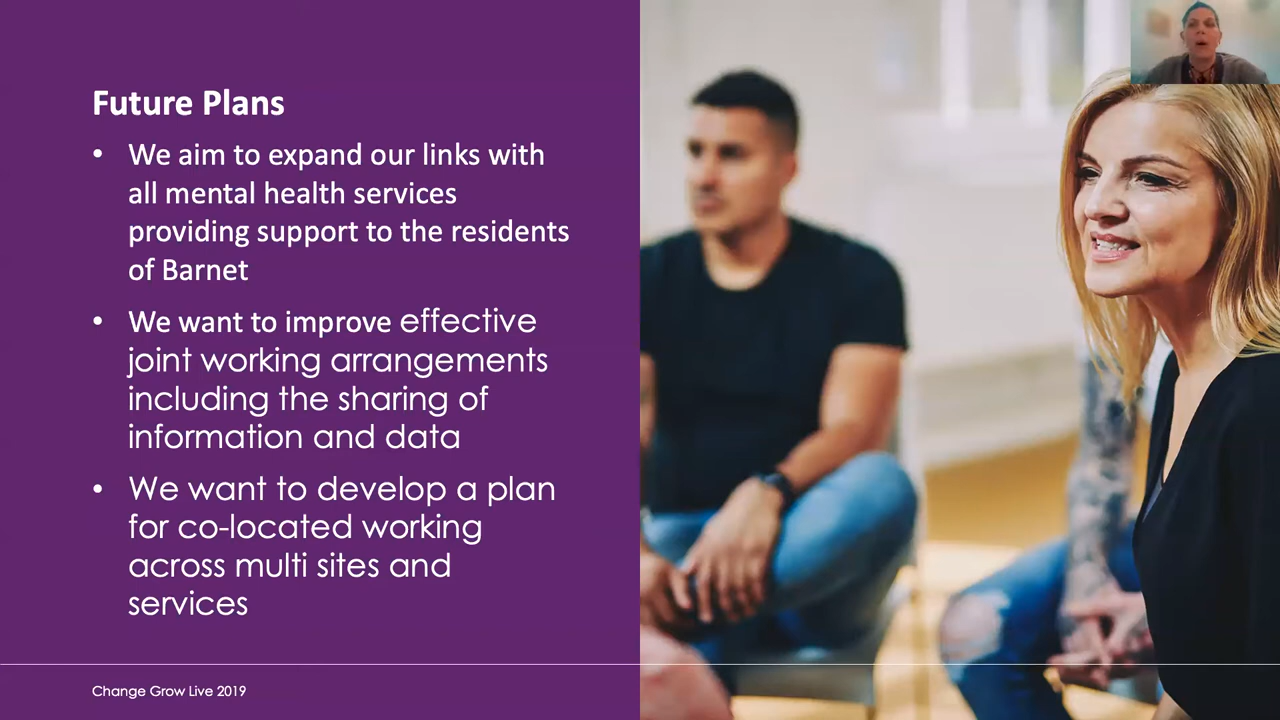 Future Plans
• We aim to expand our links with
all mental health services
providing support to the residents
of Barnet
• We want to improve effective
joint working arrangements
including the sharing of
information and data
• We want to develop a plan
for co-located working
across multi sites and
services
Change Grow Live 2019